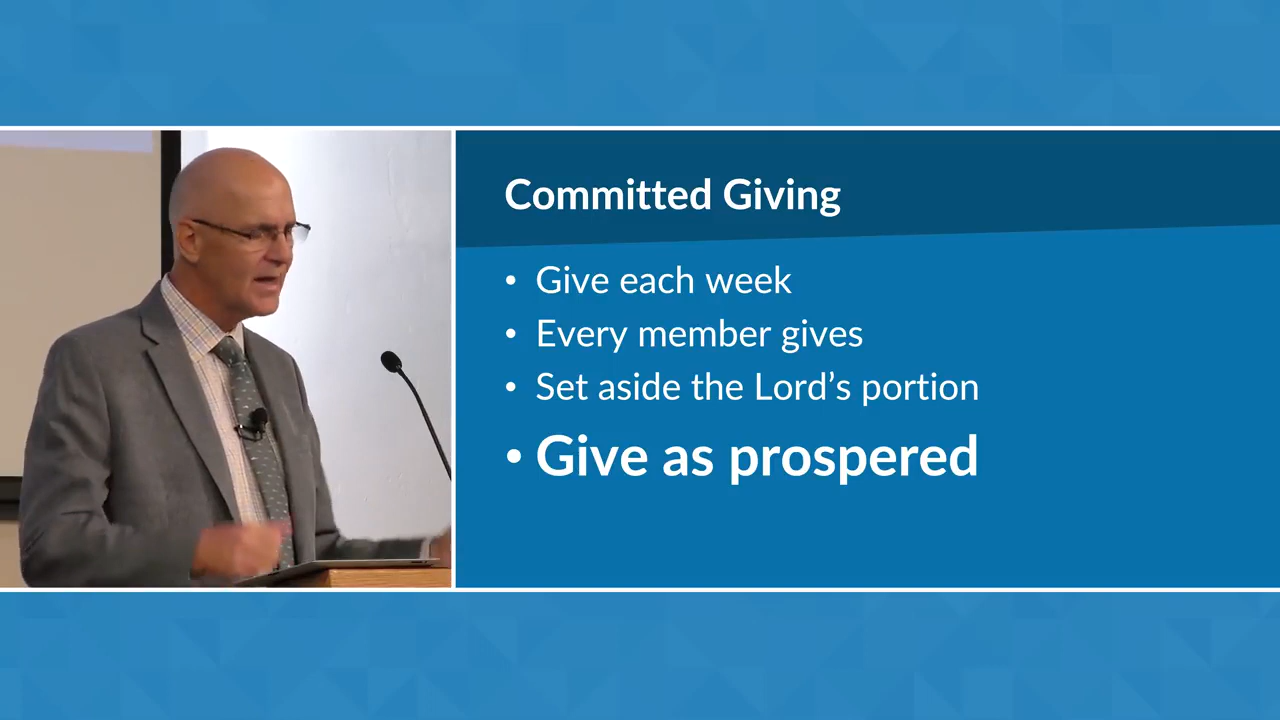 Committed Giving
• Give each week
• Every member gives
• Set aside the Lord’s portion
• Give as prospered